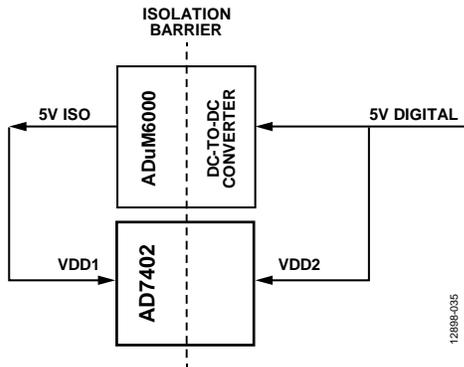 ISOLATION
BARRIER
5V ISO
ADuM6000
DC-TO-DC
CONVERTER
5V DIGITAL
VDD1
AD7402
VDD2
12898-035